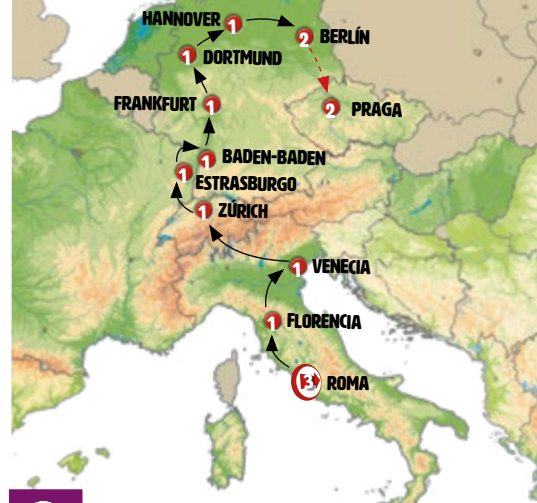 HANNOVER 1
2 BERLÍN
1 DORTMUND
FRANKFURT 1
2 PRAGA
1 BADEN-BADEN
1 ESTRASBURGO
1 ZÚRICH
1 VENECIA
1 FLORENCIA
3 ROMA